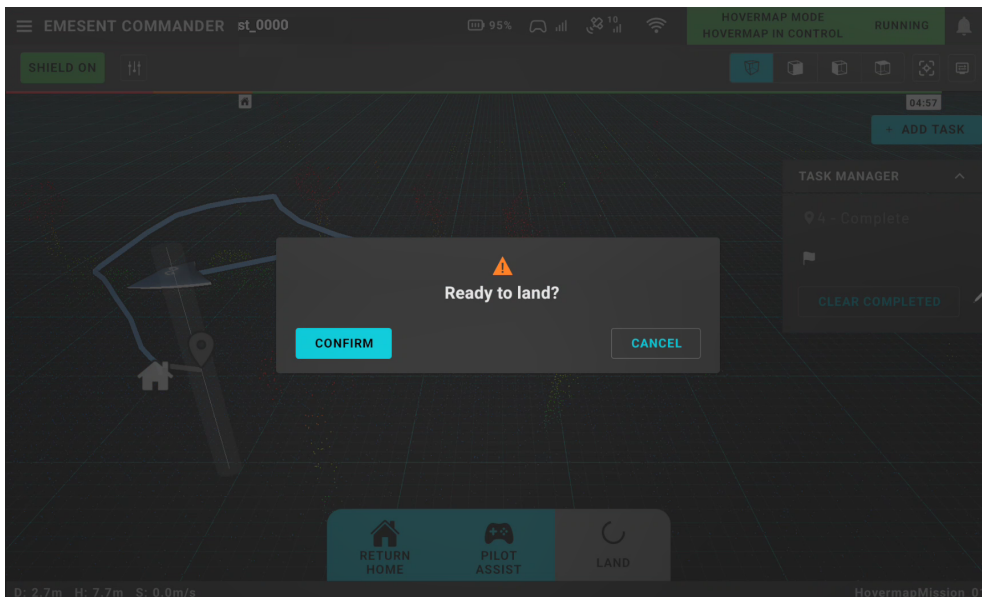 EMESENT COMMANDER st_0000 95% 10 HOVERMAP MODE
HOVERMAP IN CONTROL RUNNING
SHIELD ON
04:57
+ ADD TASK
TASK MANAGER
4 - Complete
CLEAR COMPLETED
Ready to land?
CONFIRM CANCEL
RETURN HOME
PILOT ASSIST
LAND
D: 2.7m H: 7.7m S: 0.0m/s HovermapMission_0